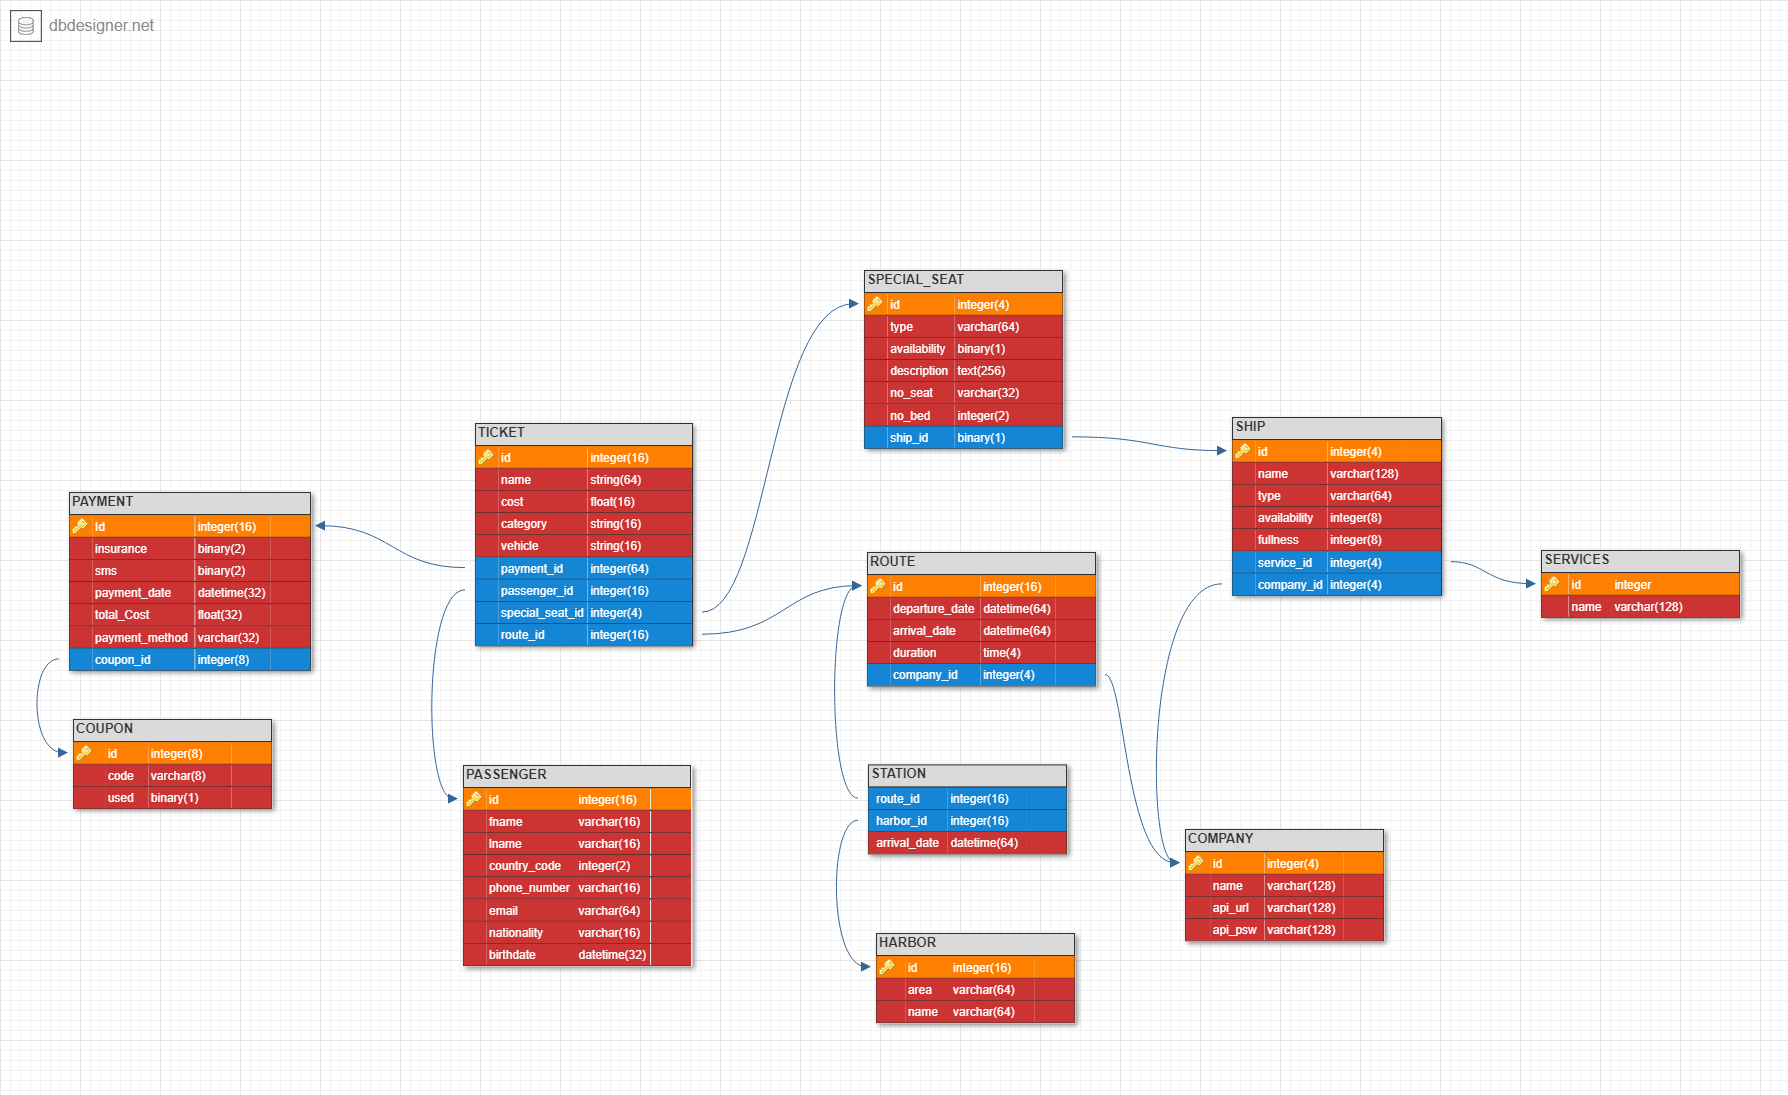 dbdesigner.net
SPECIAL_SEAT
id integer(4)
type varchar(64)
availability binary(1)
description text(256)
no_seat varchar(32)
no_bed integer(2)
ship_id binary(1)
SHIP
id integer(4)
name varchar(128)
type varchar(64)
availability integer(8)
fullness integer(8)
service_id integer(4)
company_id integer(4)
TICKET
id integer(16)
name string(64)
cost float(16)
category string(16)
vehicle string(16)
payment_id integer(64)
passenger_id integer(16)
special_seat_id integer(4)
route_id integer(16)
PAYMENT
Id integer(16)
insurance binary(2)
sms binary(2)
payment_date datetime(32)
total_Cost float(32)
payment_method varchar(32)
coupon_id integer(8)
ROUTE
id integer(16)
departure_date datetime(64)
arrival_date datetime(64)
duration time(4)
company_id integer(4)
SERVICES
id integer
name varchar(128)
COUPON
id integer(8)
code varchar(8)
used binary(1)
PASSENGER
id integer(16)
fname varchar(16)
lname varchar(16)
country_code integer(2)
phone_number varchar(16)
email varchar(64)
nationality varchar(16)
birthdate datetime(32)
STATION
route_id integer(16)
harbor_id integer(16)
arrival_date datetime(64)
COMPANY
id integer(4)
name varchar(128)
api_url varchar(128)
api_psw varchar(128)
HARBOR
id integer(16)
area varchar(64)
name varchar(64)